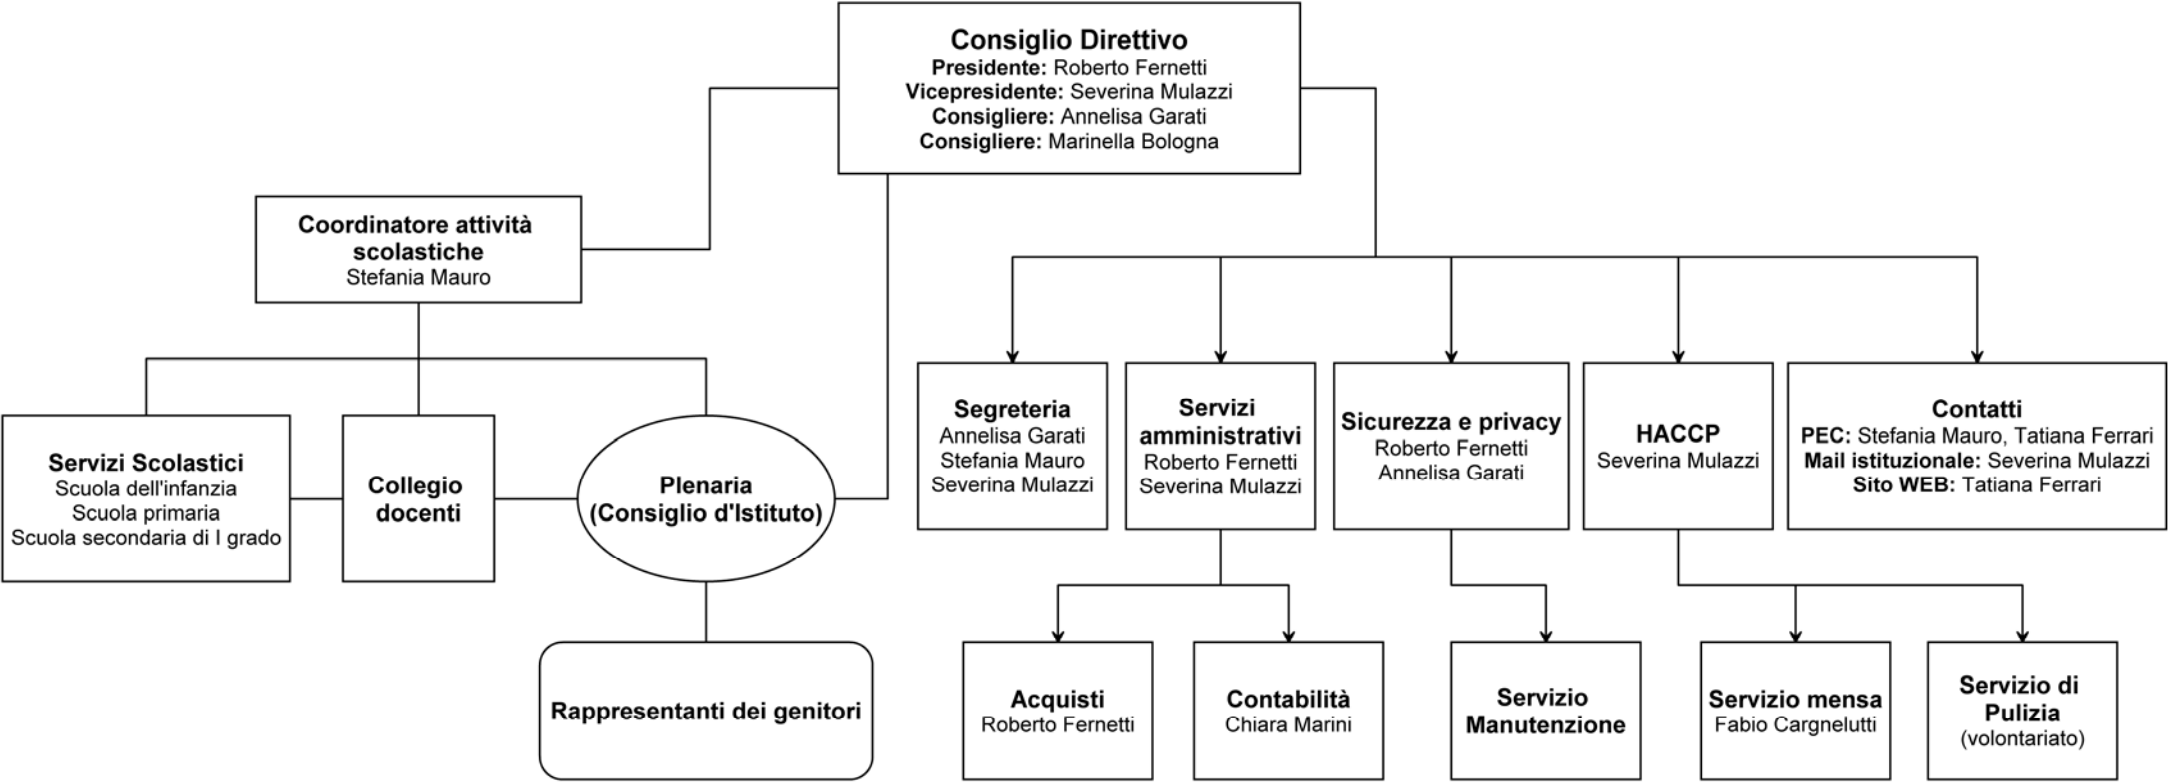 Consiglio Direttivo
Presidente: Roberto Fernetti
Vicepresidente: Severina Mulazzi
Consigliere: Annelisa Garati
Consigliere: Marinella Bologna
Coordinatore attività
scolastiche
Stefania Mauro
Servizi Scolastici
Scuola dell'infanzia
Scuola primaria
Scuola secondaria di I grado
Collegio
docenti
Plenaria
(Consiglio d'Istituto)
Rappresentanti dei genitori
Segreteria
Annelisa Garati
Stefania Mauro
Severina Mulazzi
Servizi
amministrativi
Roberto Fernetti
Severina Mulazzi
Sicurezza e privacy
Roberto Fernetti
Annelisa Garati
HACCP
Severina Mulazzi
Contatti
PEC: Stefania Mauro, Tatiana Ferrari
Mail istituzionale: Severina Mulazzi
Sito WEB: Tatiana Ferrari
Acquisti
Roberto Fernetti
Contabilità
Chiara Marini
Servizio
Manutenzione
Servizio mensa
Fabio Cargnelutti
Servizio di
Pulizia
(volontariato)